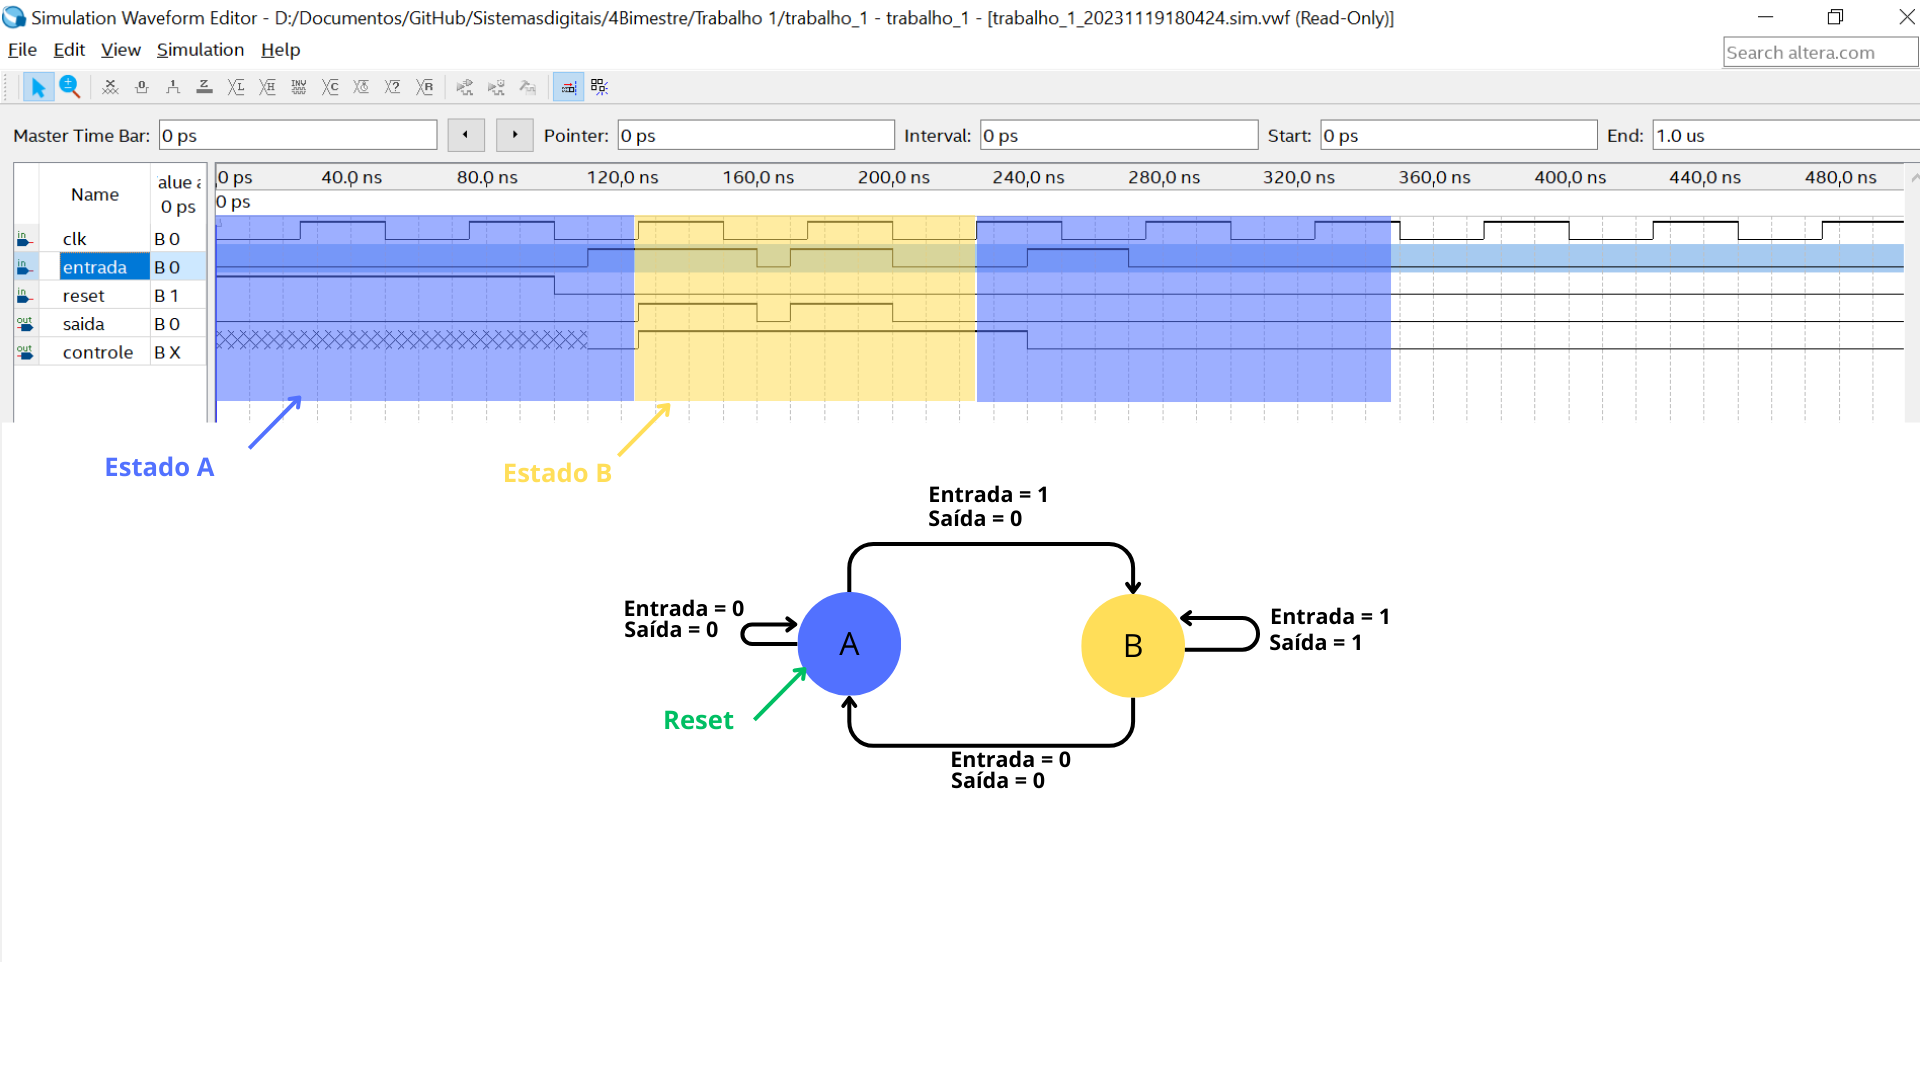 Simulation Waveform Editor - D:/Documentos/GitHub/Sistemasdigitais/4Bimestre/Trabalho 1/trabalho_1 - trabalho_1 - [trabalho_1_20231119180424.sim.vwf (Read-Only)]
File Edit View Simulation Help
Search altera.com
Master Time Bar: 0 ps Pointer: 0 ps Interval: 0 ps Start: 0 ps End: 1.0 us
Name
alue a
0 ps
0 ps 40.0 ns 80.0 ns 120,0 ns 160,0 ns 200,0 ns 240,0 ns 280,0 ns 320,0 ns 360,0 ns 400,0 ns 440,0 ns 480,0 ns
0 ps
in clk B 0
in entrada B 0
in reset B 1
out saida B 0
out controle B X
Estado A
Estado B
Entrada = 1
Saída = 0
Entrada = 0
Saída = 0
A
B
Entrada = 1
Saída = 1
Reset
Entrada = 0
Saída = 0